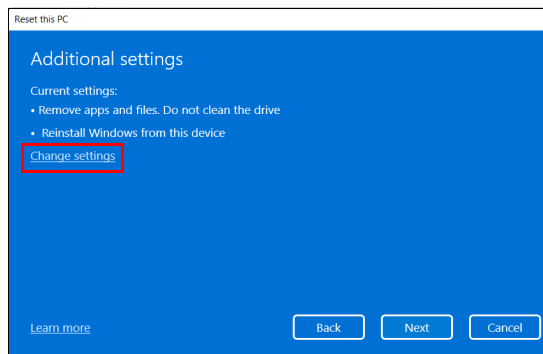 Reset this PC
Additional settings
Current settings:
• Remove apps and files. Do not clean the drive
• Reinstall Windows from this device
Change settings
Learn more
Back
Next
Cancel